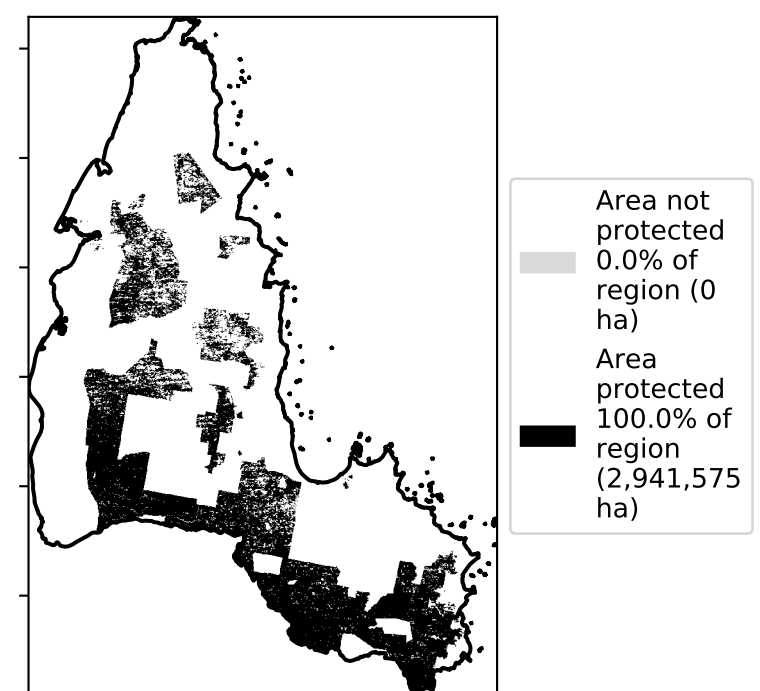 Area not
protected
0.0% of
region (0
ha)
Area
protected
100.0% of
region
(2,941,575
ha)